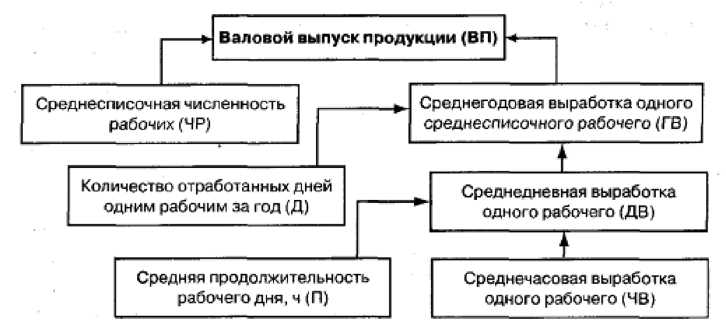 Валовой выпуск продукции (ВП)
Среднесписочная численность
рабочих (ЧР)
Среднегодовая выработка одного
среднесписочного рабочего (ГВ)
Количество отработанных дней
одним рабочим за год (Д)
Среднедневная выработка
одного рабочего (ДВ)
Средняя продолжительность
рабочего дня, ч (П)
Среднечасовая выработка
одного рабочего (ЧВ)